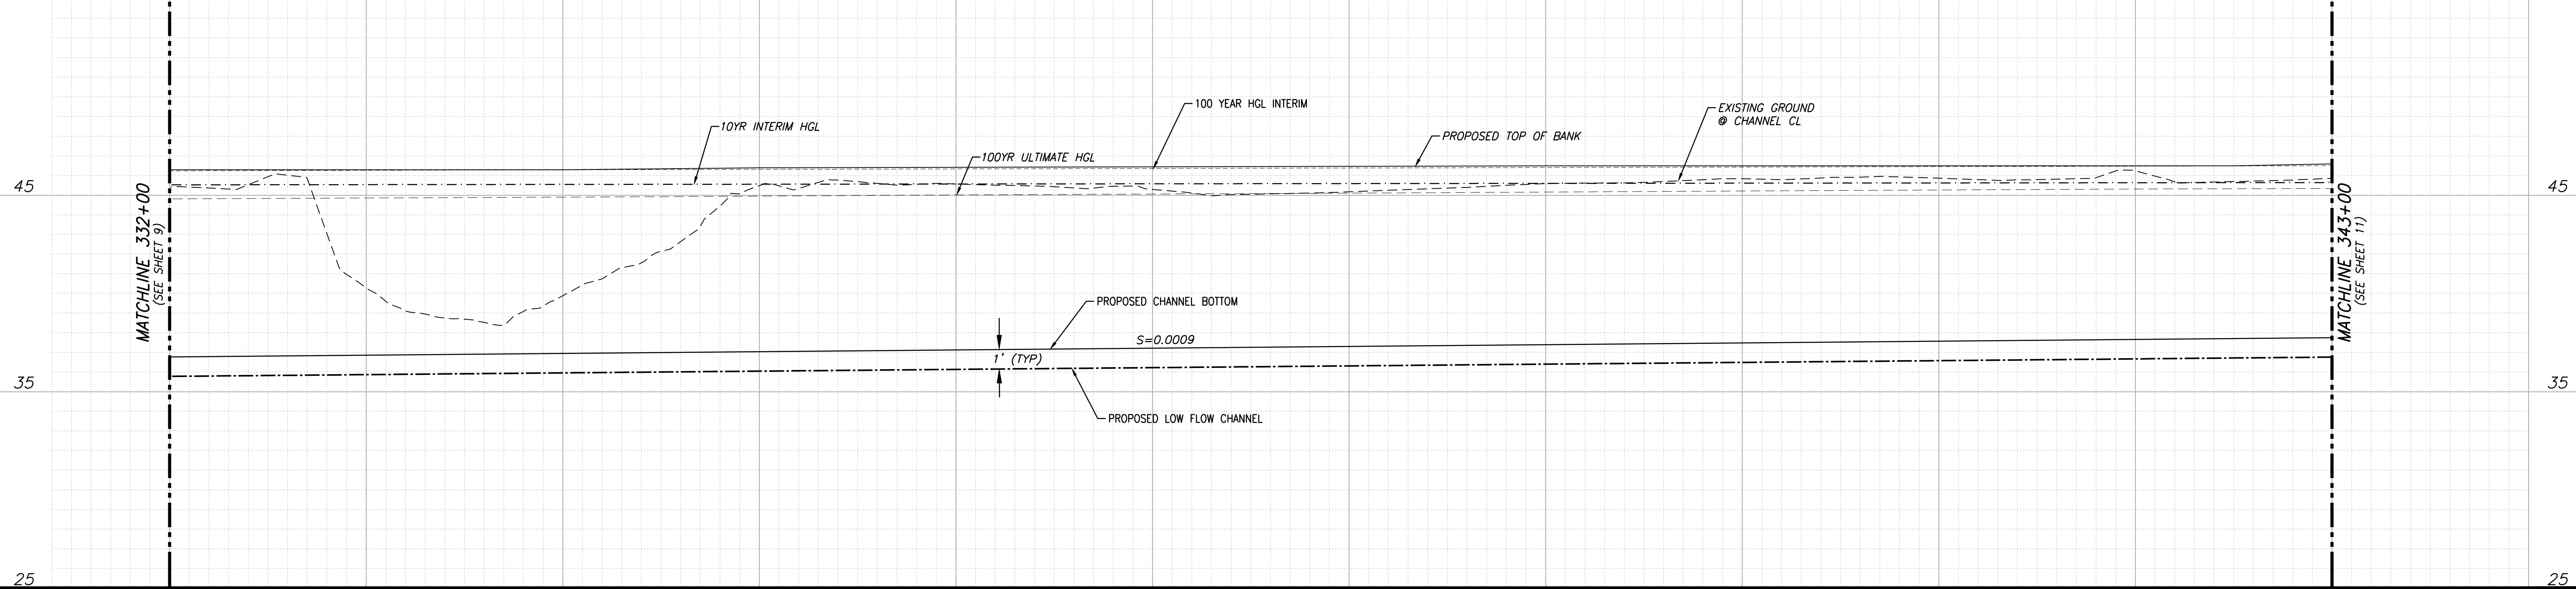 100 YEAR HGL INTERIM
EXISTING GROUND
@ CHANNEL CL
10YR INTERIM HGL
PROPOSED TOP OF BANK
100YR ULTIMATE HGL
45
45
MATCHLINE 332+00
(SEE SHEET 9)
MATCHLINE 343+00
(SEE SHEET 11)
PROPOSED CHANNEL BOTTOM
S=0.0009
1' (TYP)
35
35
PROPOSED LOW FLOW CHANNEL
25
25